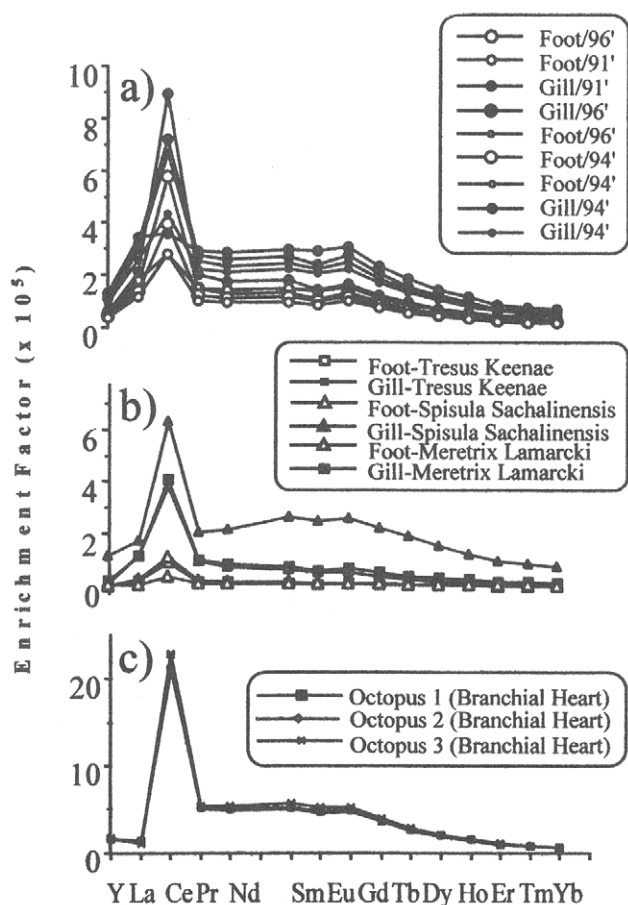 Enrichment Factor (x 10⁵)
a)
10
8
6
4
2
0
Foot/96'
Foot/91'
Gill/91'
Gill/96'
Foot/96'
Foot/94'
Foot/94'
Gill/94'
Gill/94'
b)
6
4
2
0
Foot-Tresus Keenae
Gill-Tresus Keenae
Foot-Spisula Sachalinensis
Gill-Spisula Sachalinensis
Foot-Meretrix Lamarcki
Gill-Meretrix Lamarcki
c)
20
10
0
Octopus 1 (Branchial Heart)
Octopus 2 (Branchial Heart)
Octopus 3 (Branchial Heart)
Y La Ce Pr Nd Sm Eu Gd Tb Dy Ho Er Tm Yb